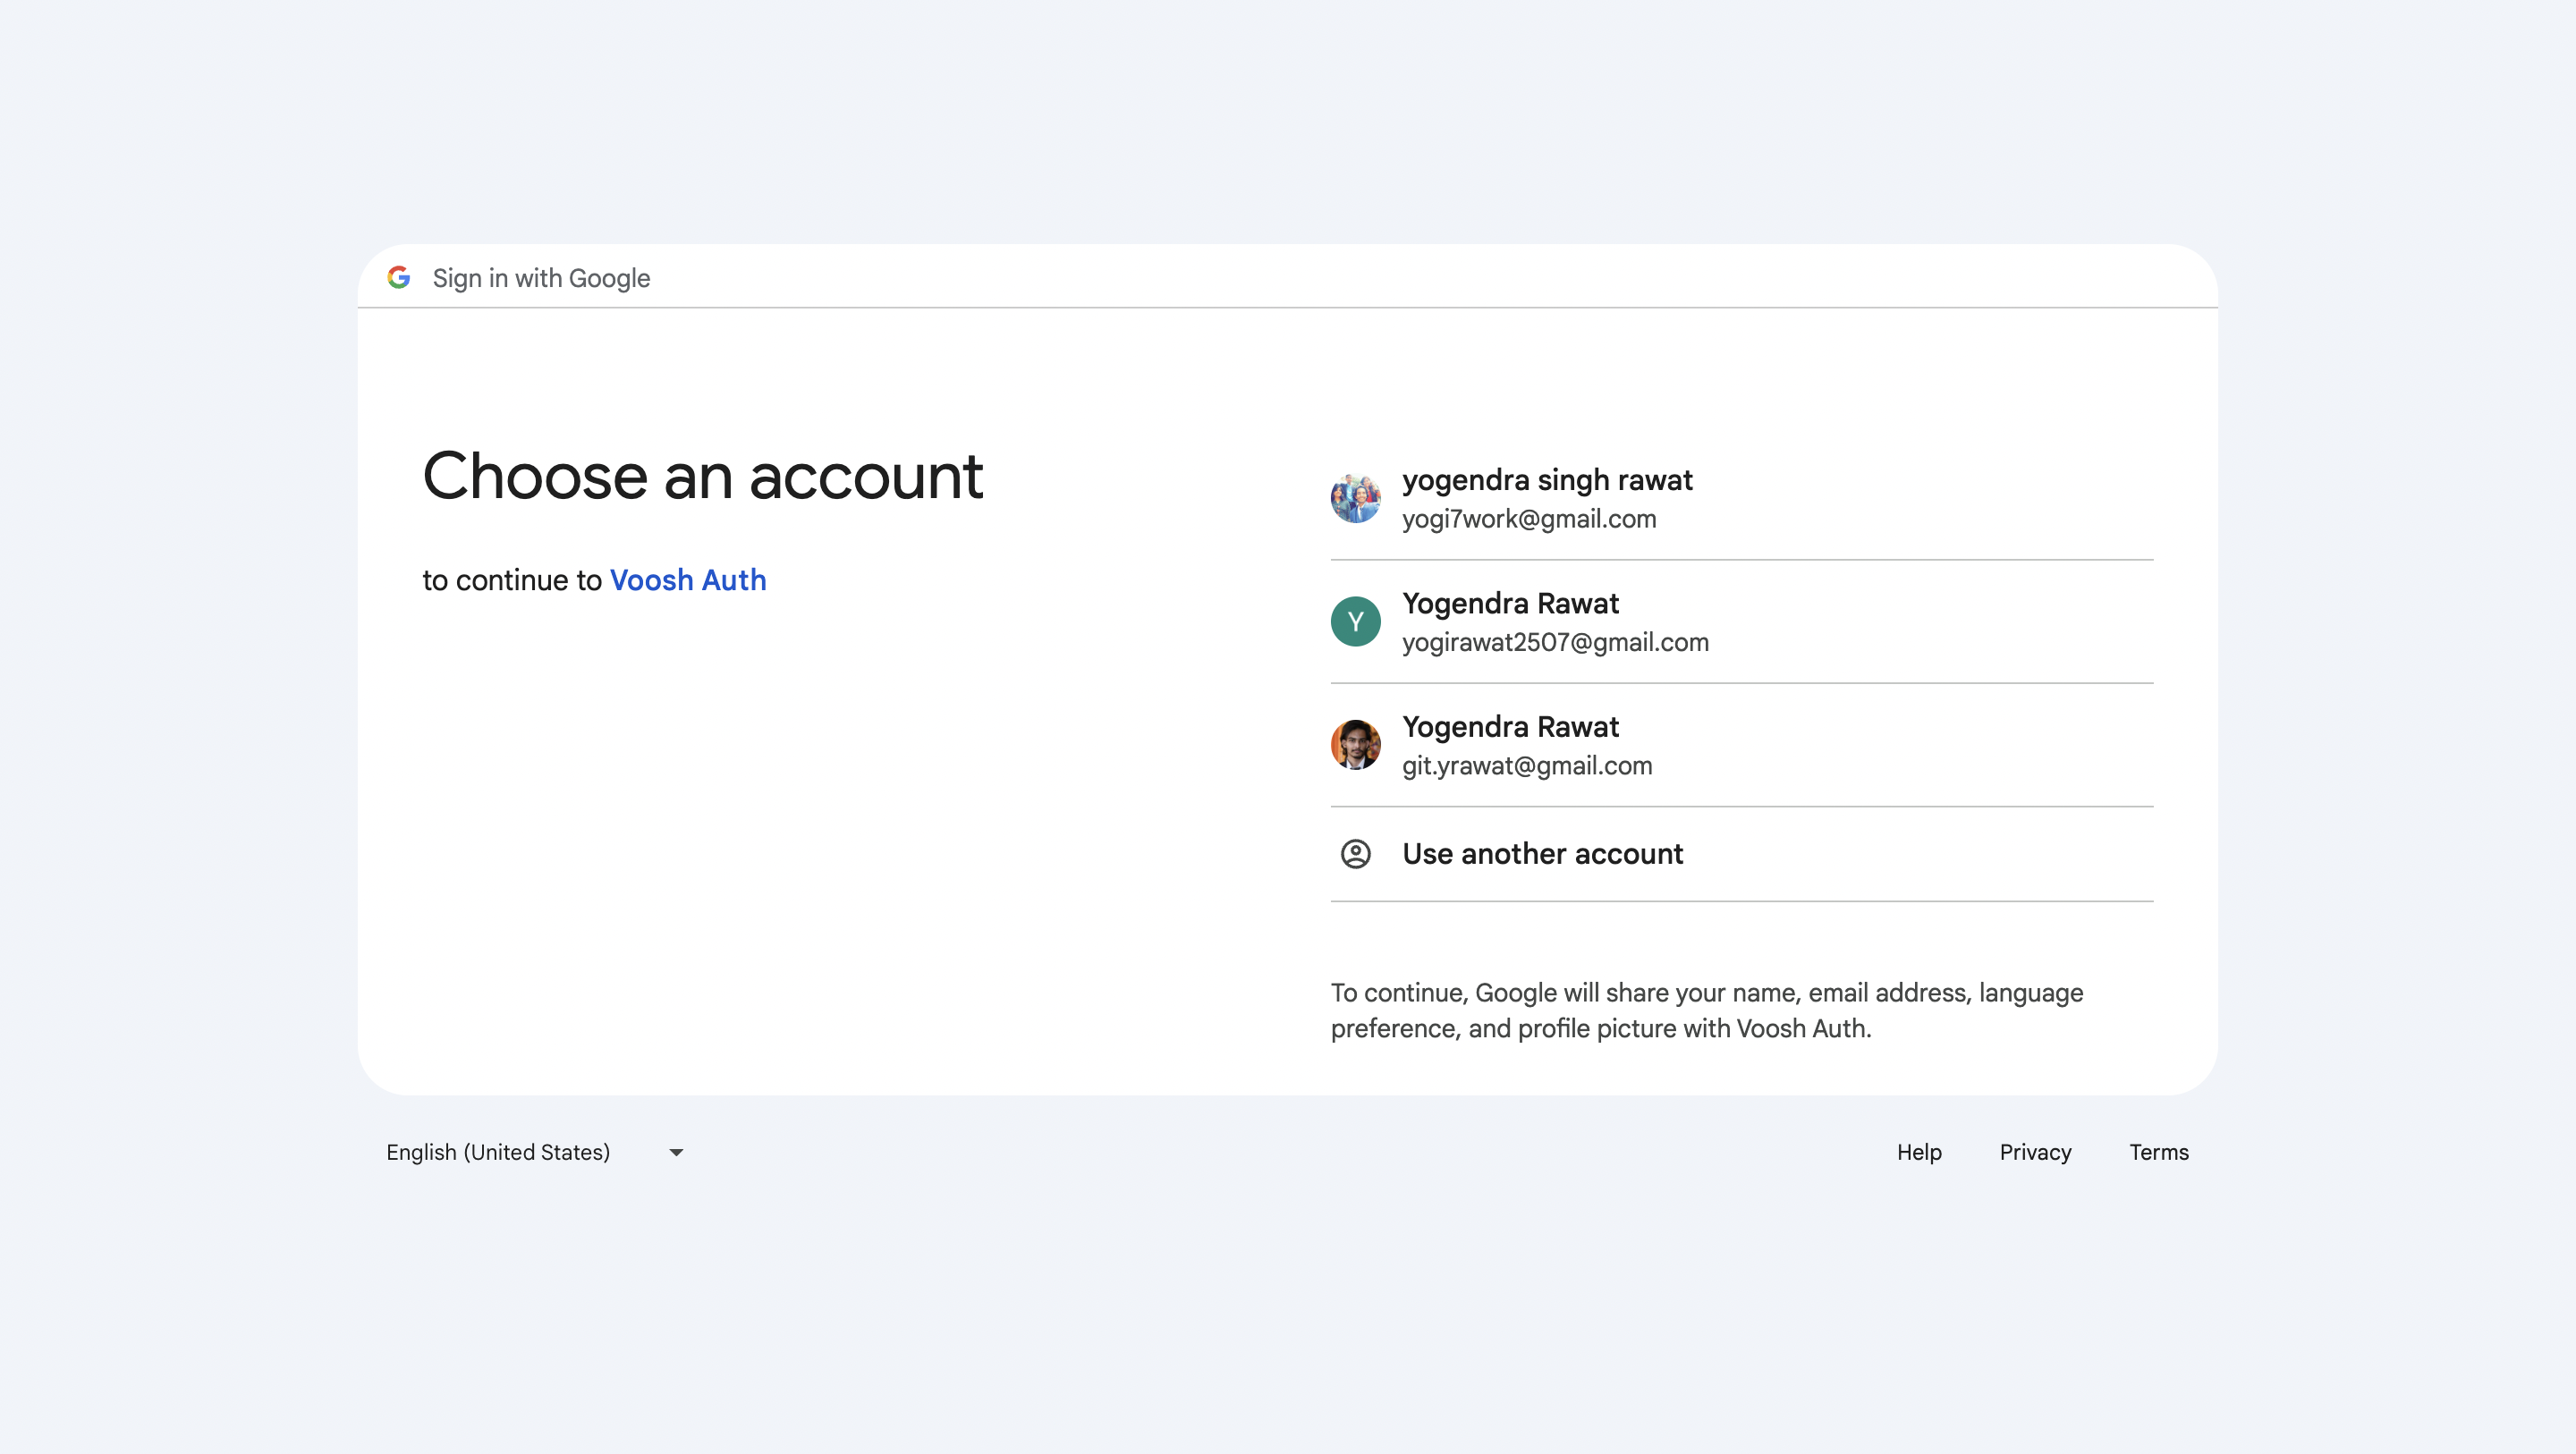 Sign in with Google
Choose an account
to continue to Voosh Auth
yogendra singh rawat
yogi7work@gmail.com
Y
Yogendra Rawat
yogirawat2507@gmail.com
Yogendra Rawat
git.yrawat@gmail.com
Use another account
To continue, Google will share your name, email address, language
preference, and profile picture with Voosh Auth.
English (United States)
Help Privacy Terms